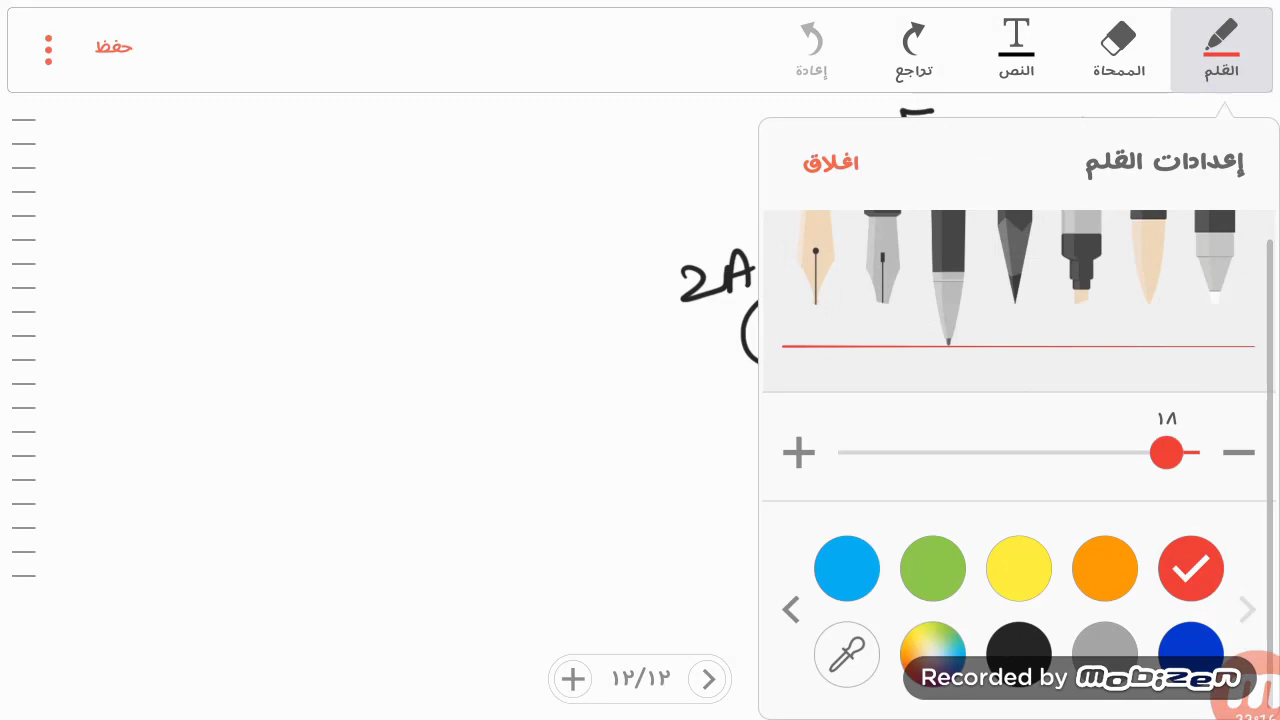 القلم الممحاة النص تراجع إعادة حفظ
إعدادات القلم اغلاق
2A
١٨
١٢/١٢
Recorded by mobizen